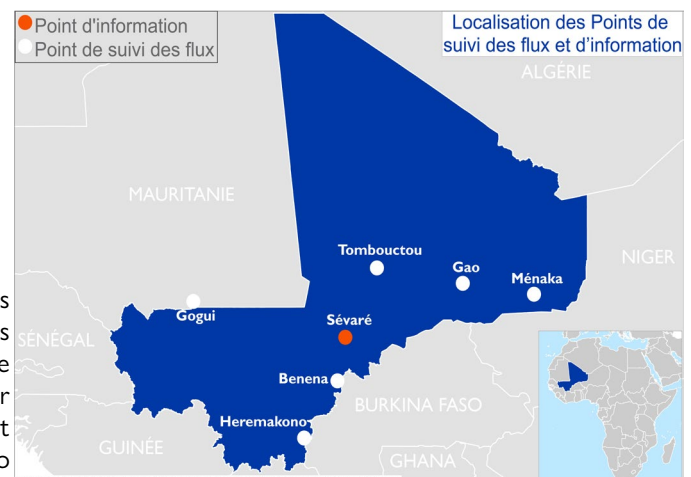 Point d'information
Point de suivi des flux
Localisation des Points de
suivi des flux et d'information
ALGÉRIE
MAURITANIE
NIGER
Tombouctou
Gao
Ménaka
Gogui
Sévaré
SÉNÉGAL
Benena
BURKINA FASO
Heremakono
GUINÉE
GHANA
s
s
e
r
t
o